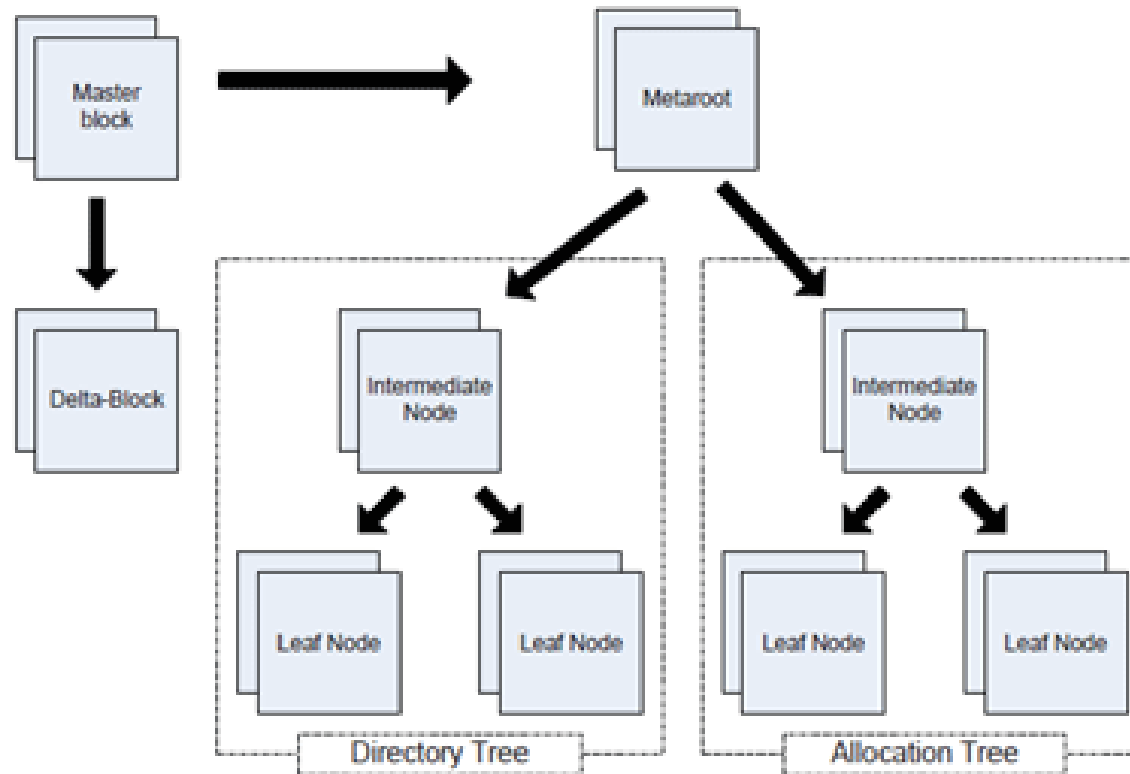 Master
block
Metaroot
Delta-Block
Intermediate
Node
Intermediate
Node
Leaf Node
Leaf Node
Leaf Node
Leaf Node
Directory Tree
Allocation Tree